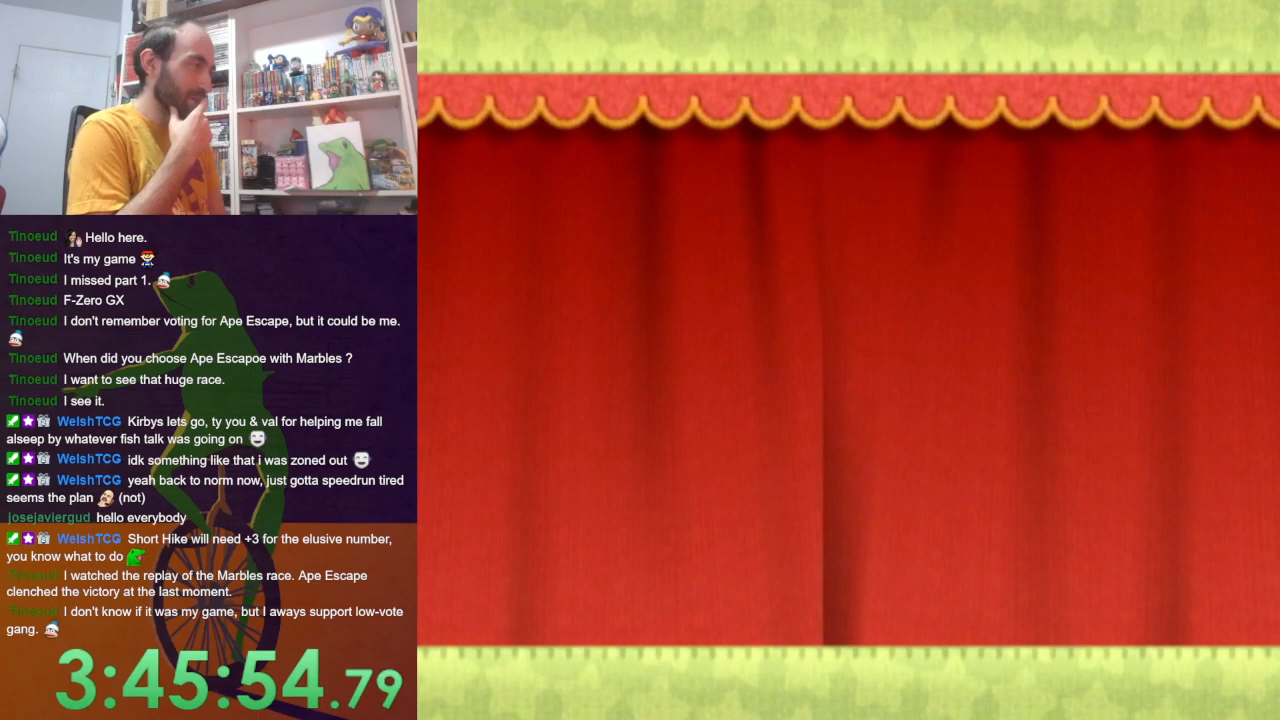 Tinoeud Hello here.
Tinoeud It's my game
Tinoeud I missed part 1.
Tinoeud F-Zero GX
Tinoeud I don't remember voting for Ape Escape, but it could be me.
Tinoeud When did you choose Ape Escapoe with Marbles ?
Tinoeud I want to see that huge race.
Tinoeud I see it.
WelshTCG Kirbys lets go, ty you & val for helping me fall
alseep by whatever fish talk was going on
WelshTCG idk something like that i was zoned out
WelshTCG yeah back to norm now, just gotta speedrun tired
seems the plan (not)
josejaviergud hello everybody
WelshTCG Short Hike will need +3 for the elusive number,
you know what to do
Tinoeud I watched the replay of the Marbles race. Ape Escape
clenched the victory at the last moment.
Tinoeud I don't know if it was my game, but I aways support low-vote
gang.
3:45:54.79